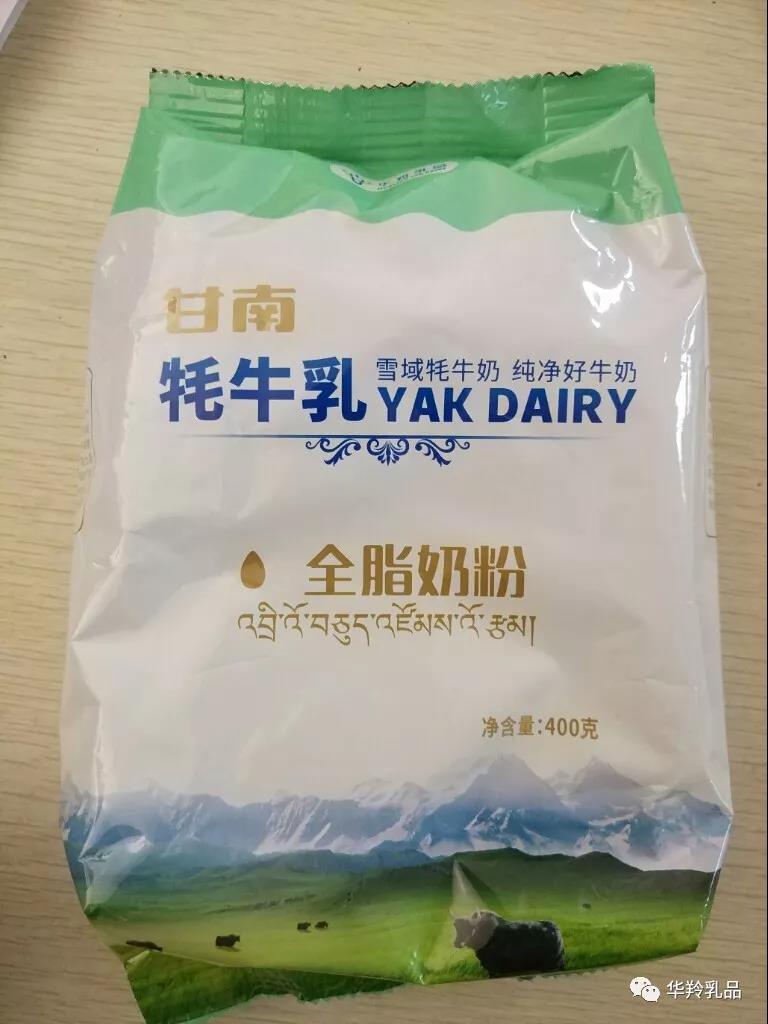 甘南
牦牛乳
雪域牦牛奶 纯净好牛奶
YAK DAIRY
全脂奶粉
འབྲི་འོ་བཅུད་འཛོམས་འོ་རྩམ།
净含量:400克
华羚乳品